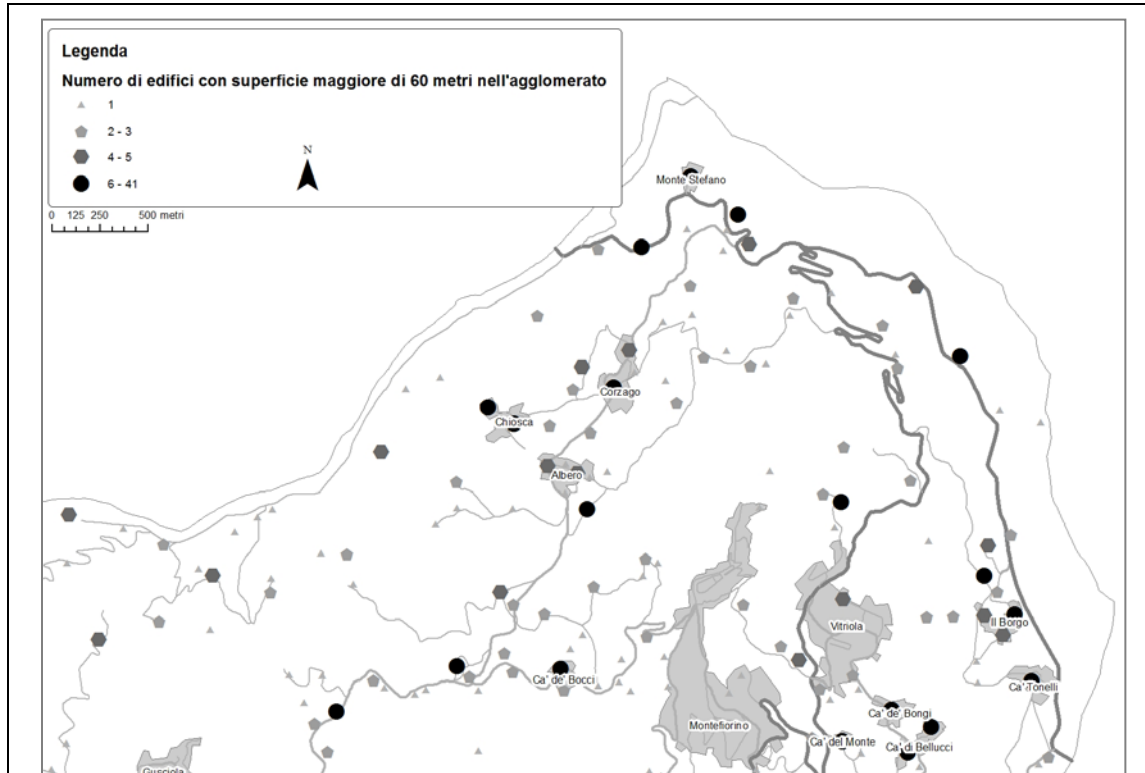 Legenda
Numero di edifici con superficie maggiore di 60 metri nell'agglomerato
1
2 - 3
4 - 5
6 - 41
N
0 125 250 500 metri
Monte Stefano
Corzago
Chiosca
Albero
Il Borgo
Vitriola
Ca' de' Bocci
Ca' Tonelli
Ca' de' Bongi
Montefiorino
Ca' del Monte
Ca' di Bellucci
Gusciola